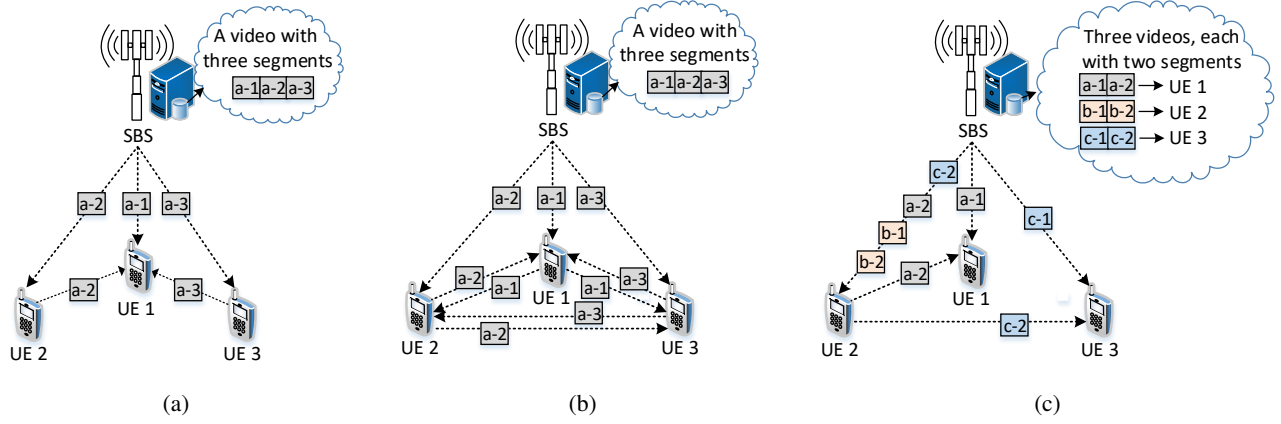 A video with
three segments
a-1 a-2 a-3
SBS
a-2 a-1 a-3
a-2 a-3
UE 1
UE 2 UE 3
(a)
A video with
three segments
a-1 a-2 a-3
SBS
a-2 a-1 a-3
a-2 a-3
a-1 a-1
UE 1
a-3
a-2
UE 2 UE 3
(b)
Three videos, each
with two segments
a-1 a-2 UE 1
b-1 b-2 UE 2
c-1 c-2 UE 3
SBS
c-2
a-2 a-1
c-1
b-1
b-2
a-2
UE 1
c-2
UE 2 UE 3
(c)